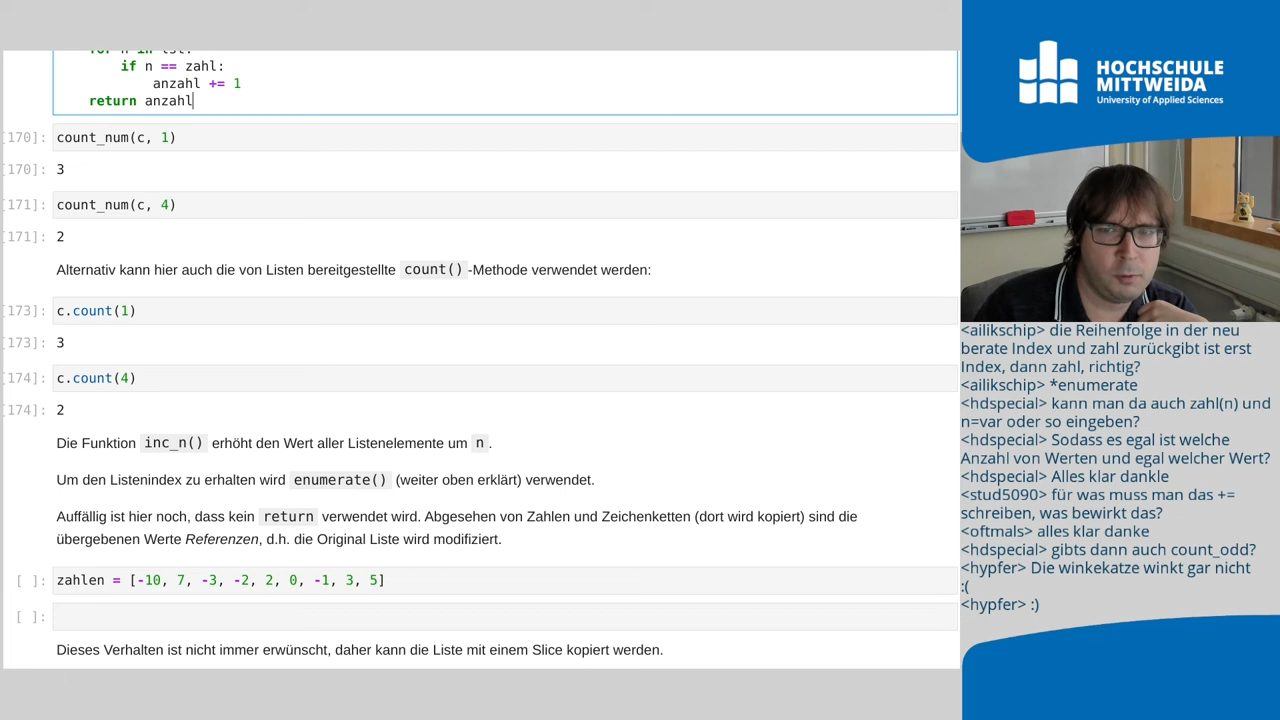 for n in lst:
if n == zahl:
anzahl += 1
return anzahl
[170]: count_num(c, 1)
[170]: 3
[171]: count_num(c, 4)
[171]: 2
Alternativ kann hier auch die von Listen bereitgestellte count() -Methode verwendet werden:
[173]: c.count(1)
[173]: 3
[174]: c.count(4)
[174]: 2
Die Funktion inc_n() erhöht den Wert aller Listenelemente um n .
Um den Listenindex zu erhalten wird enumerate() (weiter oben erklärt) verwendet.
Auffällig ist hier noch, dass kein return verwendet wird. Abgesehen von Zahlen und Zeichenketten (dort wird kopiert) sind die
übergebenen Werte Referenzen, d.h. die Original Liste wird modifiziert.
[ ]: zahlen = [-10, 7, -3, -2, 2, 0, -1, 3, 5]
[ ]:
Dieses Verhalten ist nicht immer erwünscht, daher kann die Liste mit einem Slice kopiert werden.
HOCHSCHULE
MITTWEIDA
University of Applied Sciences
<ailikschip> die Reihenfolge in der neu
berate Index und zahl zurückgibt ist erst
Index, dann zahl, richtig?
<ailikschip> *enumerate
<hdspecial> kann man da auch zahl(n) und
n=var oder so eingeben?
<hdspecial> Sodass es egal ist welche
Anzahl von Werten und egal welcher Wert?
<hdspecial> Alles klar dankle
<stud5090> für was muss man das +=
schreiben, was bewirkt das?
<oftmals> alles klar danke
<hdspecial> gibts dann auch count_odd?
<hypfer> Die winkekatze winkt gar nicht
:(
<hypfer> :)